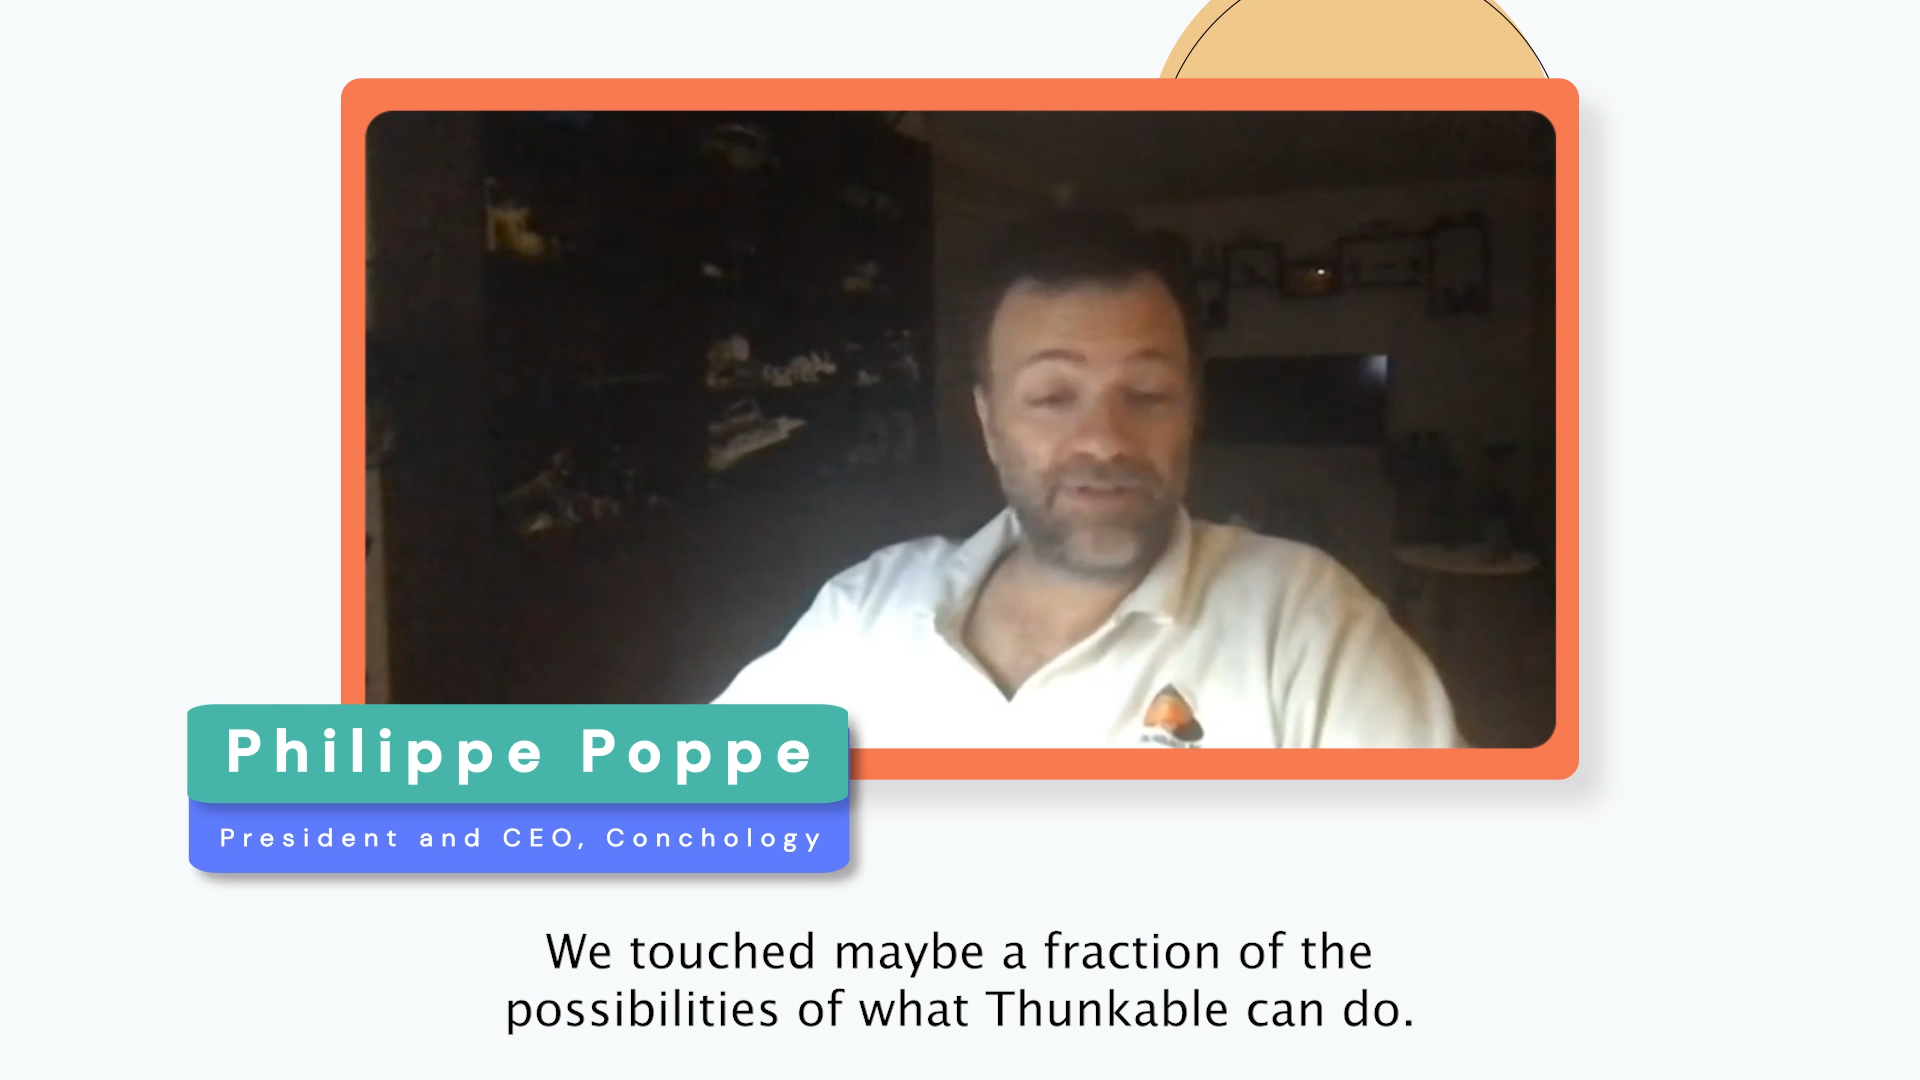 Philippe Poppe
President and CEO, Conchology
We touched maybe a fraction of the
possibilities of what Thunkable can do.